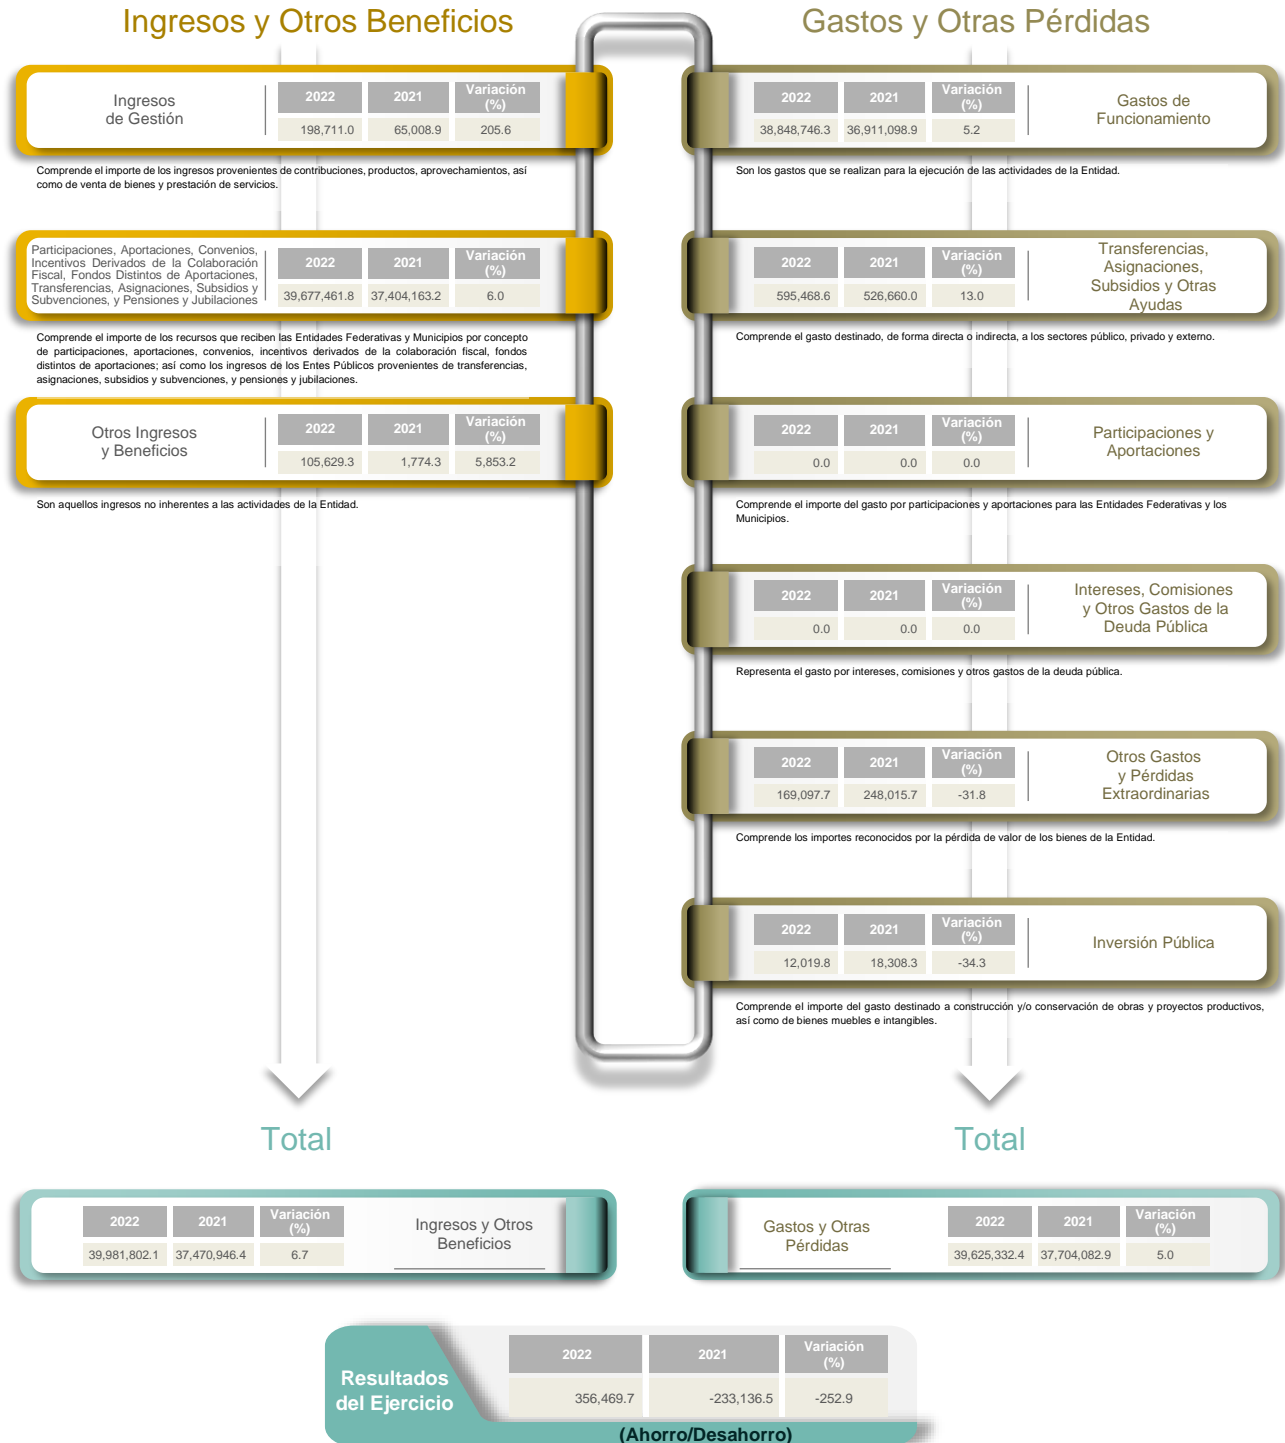 Ingresos y Otros Beneficios
Ingresos
de Gestión
2022 2021 Variación
(%)
198,711.0 65,008.9 205.6
Comprende el importe de los ingresos provenientes de contribuciones, productos, aprovechamientos, así
como de venta de bienes y prestación de servicios.
Participaciones, Aportaciones, Convenios,
Incentivos Derivados de la Colaboración
Fiscal, Fondos Distintos de Aportaciones,
Transferencias, Asignaciones, Subsidios y
Subvenciones, y Pensiones y Jubilaciones
2022 2021 Variación
(%)
39,677,461.8 37,404,163.2 6.0
Comprende el importe de los recursos que reciben las Entidades Federativas y Municipios por concepto
de participaciones, aportaciones, convenios, incentivos derivados de la colaboración fiscal, fondos
distintos de aportaciones; así como los ingresos de los Entes Públicos provenientes de transferencias,
asignaciones, subsidios y subvenciones, y pensiones y jubilaciones.
Otros Ingresos
y Beneficios
2022 2021 Variación
(%)
105,629.3 1,774.3 5,853.2
Son aquellos ingresos no inherentes a las actividades de la Entidad.
Gastos y Otras Pérdidas
2022 2021 Variación
(%)
38,848,746.3 36,911,098.9 5.2
Gastos de
Funcionamiento
Son los gastos que se realizan para la ejecución de las actividades de la Entidad.
2022 2021 Variación
(%)
595,468.6 526,660.0 13.0
Transferencias,
Asignaciones,
Subsidios y Otras
Ayudas
Comprende el gasto destinado, de forma directa o indirecta, a los sectores público, privado y externo.
2022 2021 Variación
(%)
0.0 0.0 0.0
Participaciones y
Aportaciones
Comprende el importe del gasto por participaciones y aportaciones para las Entidades Federativas y los
Municipios.
2022 2021 Variación
(%)
0.0 0.0 0.0
Intereses, Comisiones
y Otros Gastos de la
Deuda Pública
Representa el gasto por intereses, comisiones y otros gastos de la deuda pública.
2022 2021 Variación
(%)
169,097.7 248,015.7 -31.8
Otros Gastos
y Pérdidas
Extraordinarias
Comprende los importes reconocidos por la pérdida de valor de los bienes de la Entidad.
2022 2021 Variación
(%)
12,019.8 18,308.3 -34.3
Inversión Pública
Comprende el importe del gasto destinado a construcción y/o conservación de obras y proyectos productivos,
así como de bienes muebles e intangibles.
Total
2022 2021 Variación
(%)
39,981,802.1 37,470,946.4 6.7
Ingresos y Otros
Beneficios
Total
Gastos y Otras
Pérdidas
2022 2021 Variación
(%)
39,625,332.4 37,704,082.9 5.0
Resultados
del Ejercicio
2022 2021 Variación
(%)
356,469.7 -233,136.5 -252.9
(Ahorro/Desahorro)